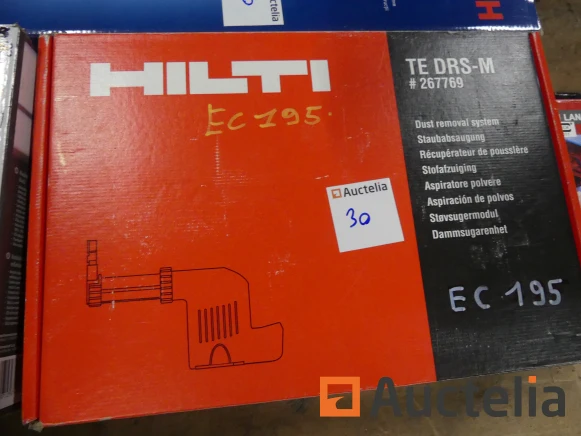 HILTI
EC 195.
TE DRS-M
# 267769
Dust removal system
Staubabsaugung
Récupérateur de poussière
Stofafzuiging
Aspiratore polvere
Aspiración de polvos
Støvsugermodul
Dammsugarenhet
Auctelia
30
EC 195
H
LAN
Auctelia